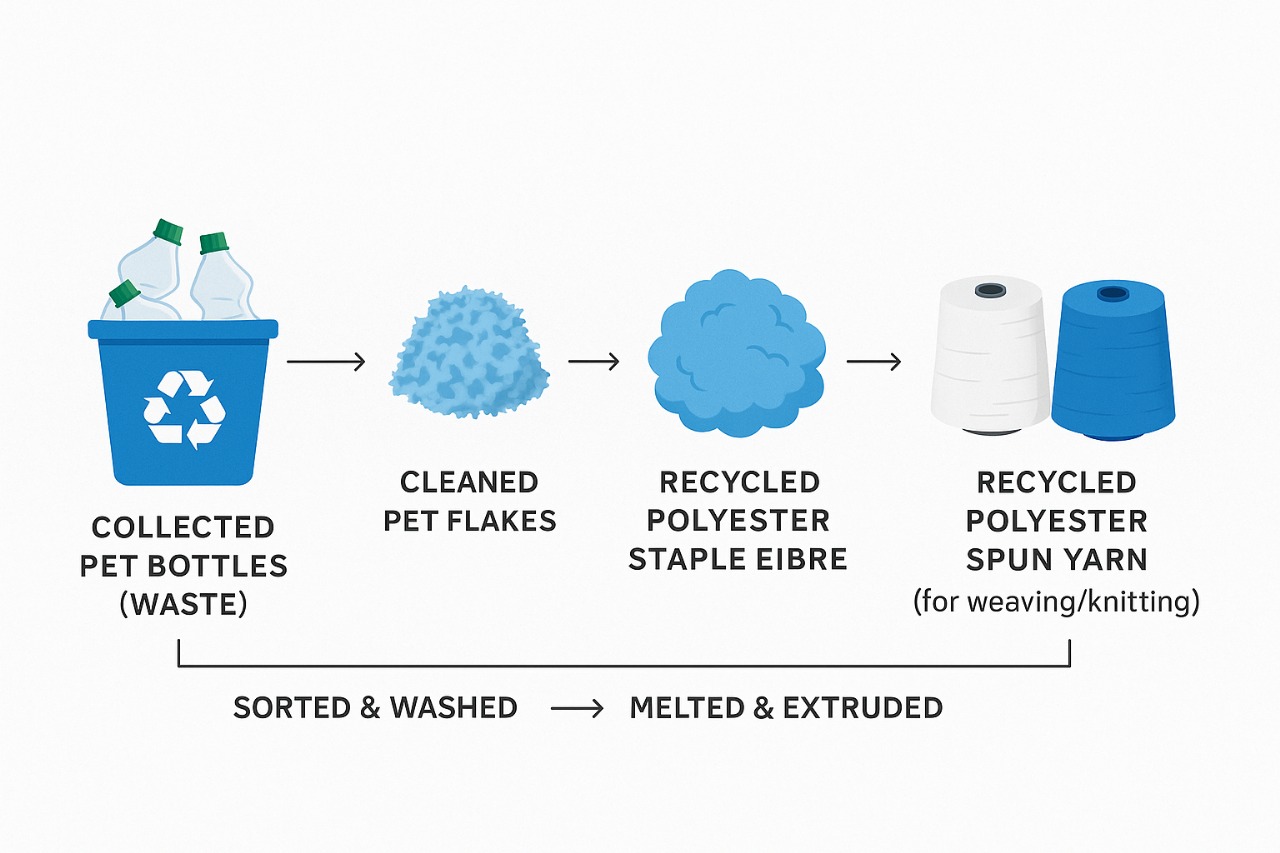 COLLECTED
PET BOTTLES
(WASTE)
CLEANED
PET FLAKES
RECYCLED
POLYESTER
STAPLE EIBRE
RECYCLED
POLYESTER
SPUN YARN
(for weaving/knitting)
SORTED & WASHED → MELTED & EXTRUDED